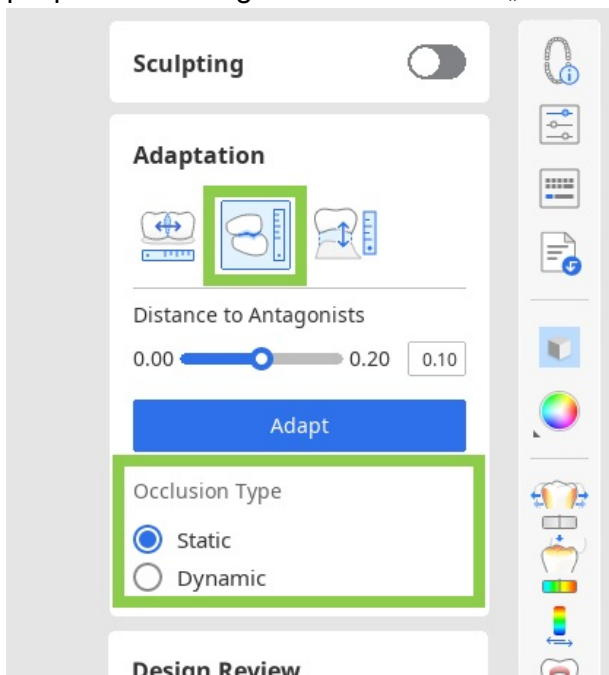 Sculpting
Adaptation
Distance to Antagonists
0.00 0.20 0.10
Adapt
Occlusion Type
Static
Dynamic
Design Review